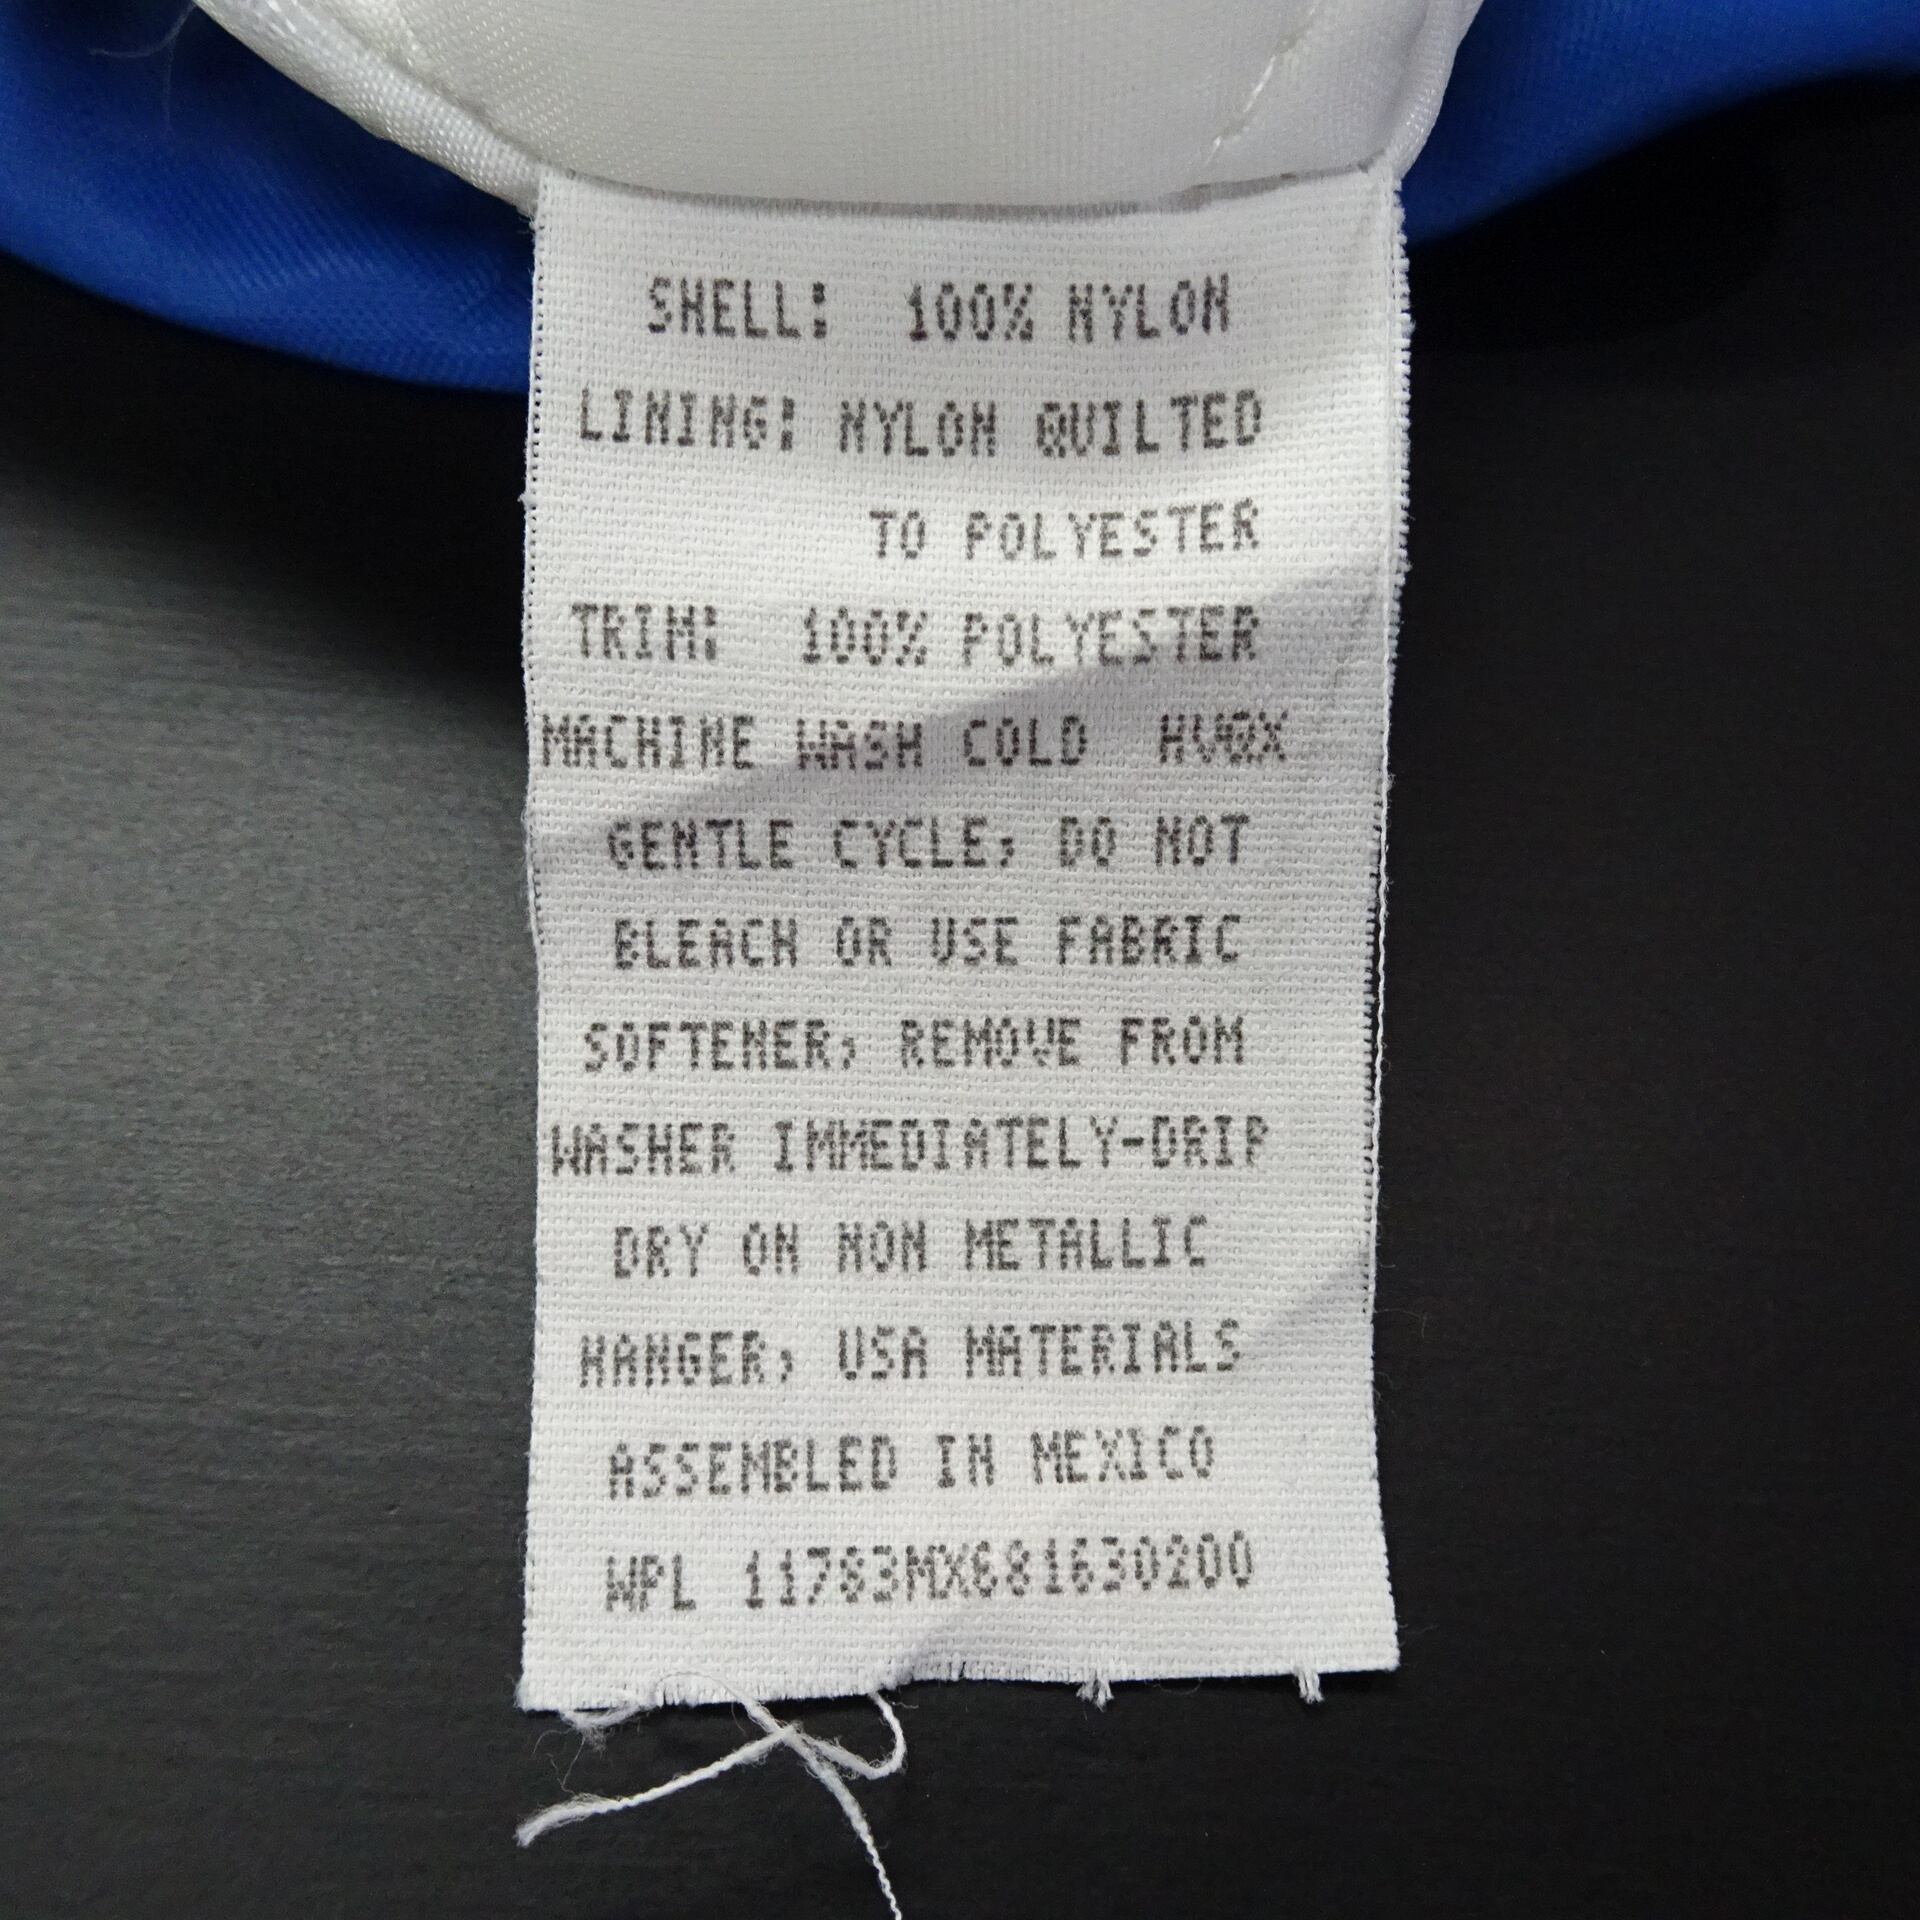 SHELL: 100% NYLON
LINING: NYLON QUILTED
TO POLYESTER
TRIM: 100% POLYESTER
MACHINE WASH COLD HVQX
GENTLE CYCLE, DO NOT
BLEACH OR USE FABRIC
SOFTENER, REMOVE FROM
WASHER IMMEDIATELY-DRIP
DRY ON NON METALLIC
HANGER, USA MATERIALS
ASSEMBLED IN MEXICO
WPL 11783MX681630200